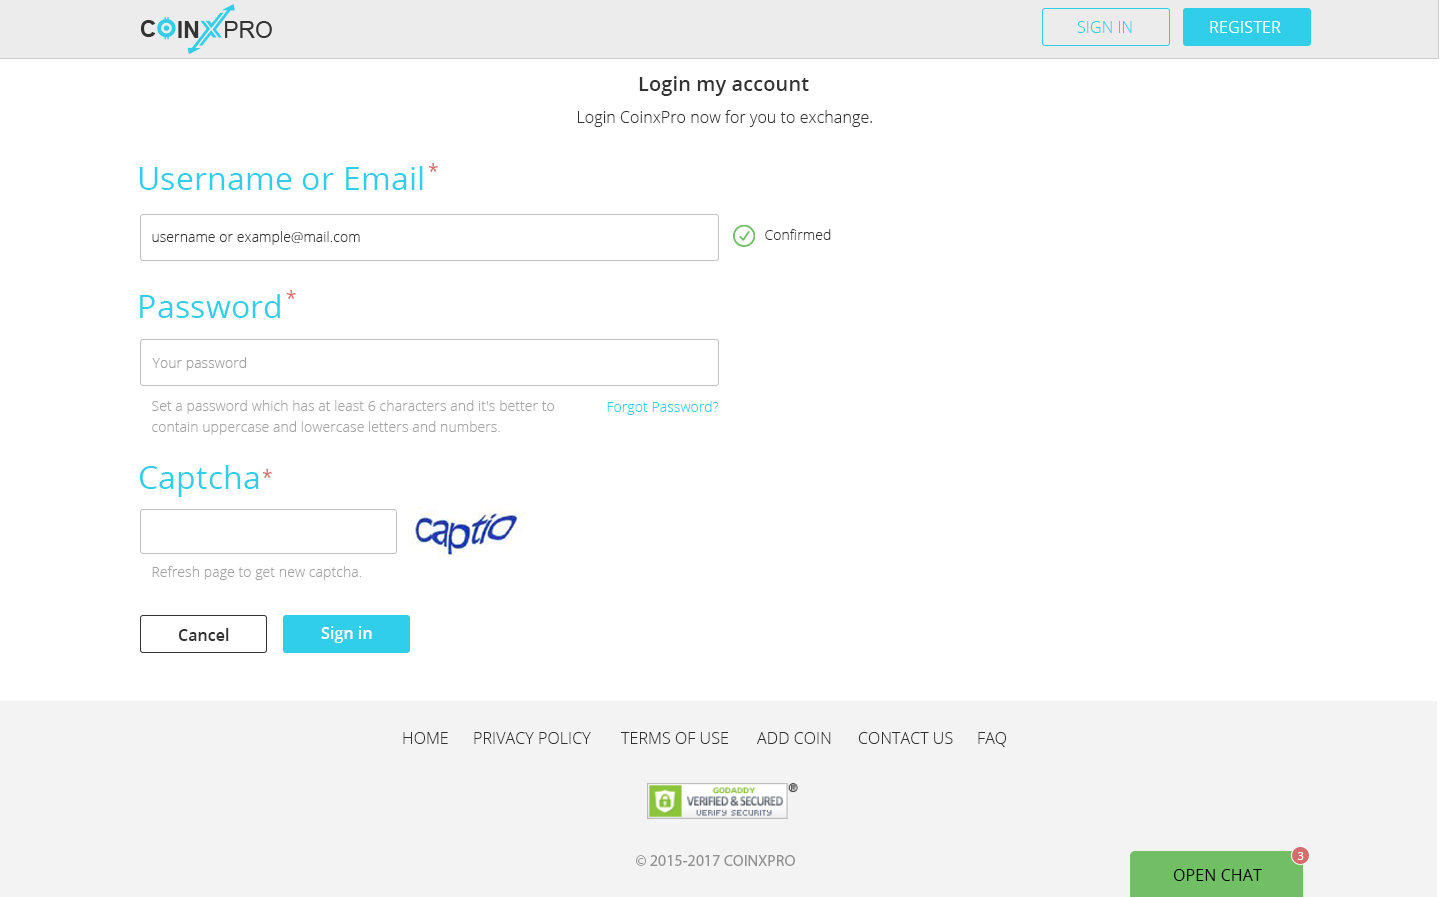 COINXPRO
SIGN IN
REGISTER
Login my account
Login CoinxPro now for you to exchange.
Username or Email*
username or example@mail.com
Confirmed
Password*
Your password
Set a password which has at least 6 characters and it's better to
contain uppercase and lowercase letters and numbers.
Forgot Password?
Captcha*
captio
Refresh page to get new captcha.
Cancel
Sign in
HOME PRIVACY POLICY TERMS OF USE ADD COIN CONTACT US FAQ
GODADDY
VERIFIED & SECURED
VERIFY SECURITY
®
© 2015-2017 COINXPRO
3
OPEN CHAT